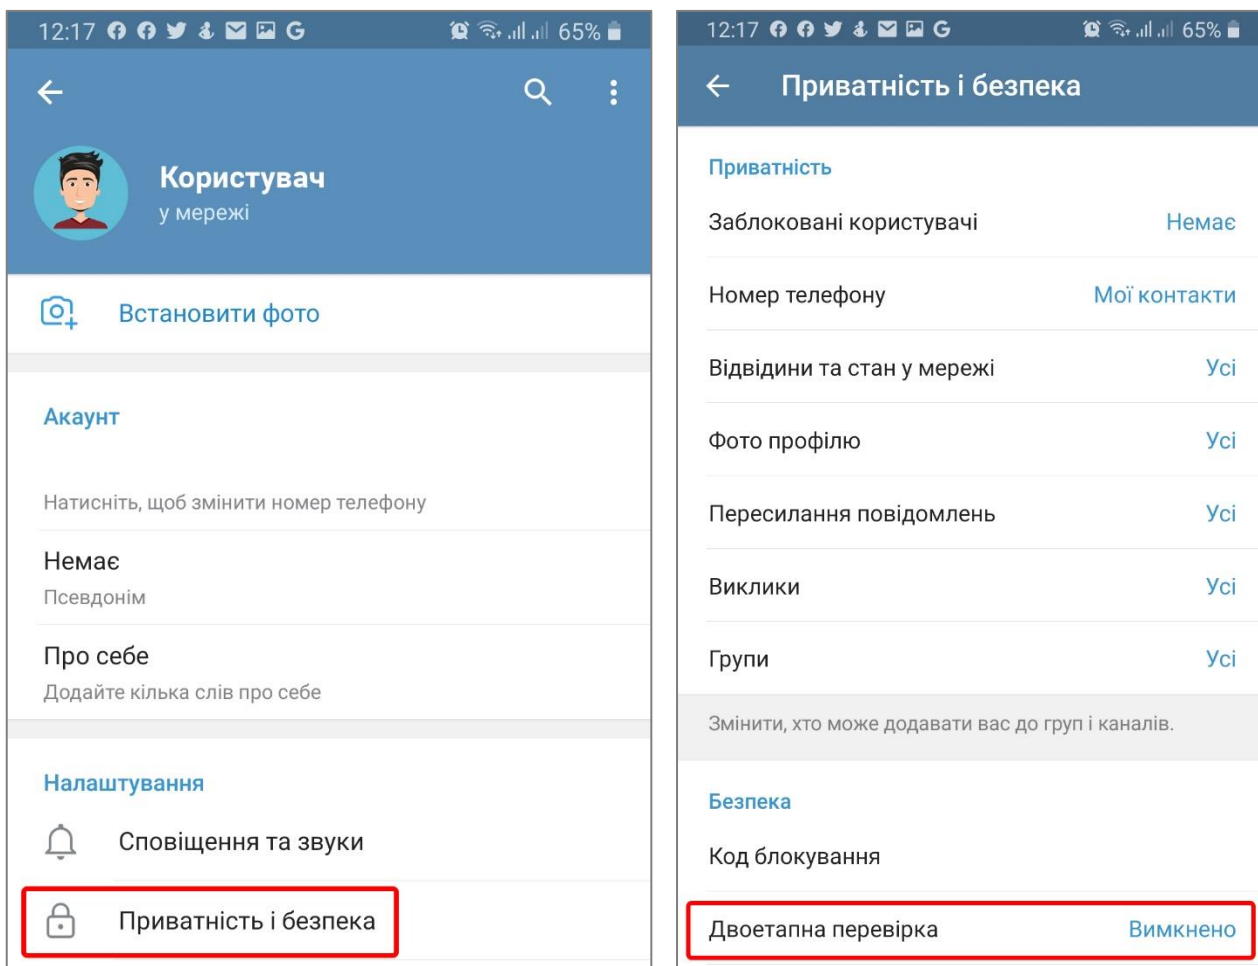 12:17 65%
Користувач
у мережі
Встановити фото
Акаунт
Натисніть, щоб змінити номер телефону
Немає
Псевдонім
Про себе
Додайте кілька слів про себе
Налаштування
Сповіщення та звуки
Приватність і безпека
12:17 65%
Приватність і безпека
Приватність
Заблоковані користувачі Немає
Номер телефону Мої контакти
Відвідини та стан у мережі Усі
Фото профілю Усі
Пересилання повідомлень Усі
Виклики Усі
Групи Усі
Змінити, хто може додавати вас до груп і каналів.
Безпека
Код блокування
Двоетапна перевірка Вимкнено